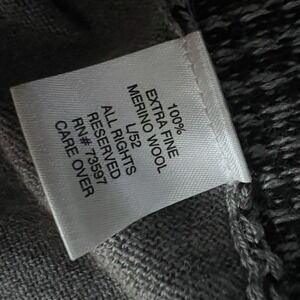 100%
EXTRA FINE
MERINO WOOL
L/52
ALL RIGHTS
RESERVED
RN# 73597
CARE OVER